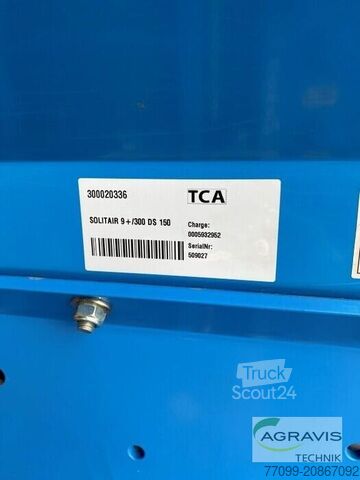 300020336
TCA
SOLITAIR 9+/300 DS 150
Charge:
0005932952
SerialNr:
509027
Truck
Scout24
AGRAVIS
TECHNIK
77099-20867092